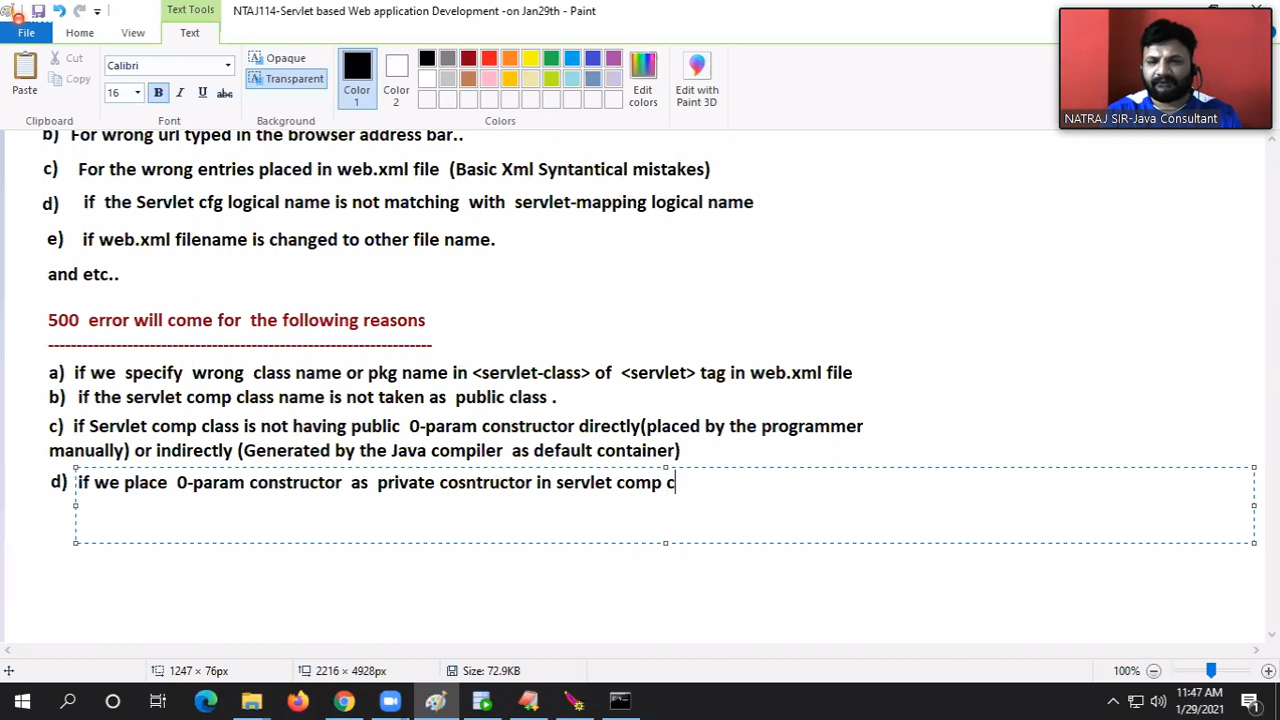 Text Tools
NTAJ114-Servlet based Web application Development -on Jan29th - Paint
File
Home
View
Text
Paste
Cut
Copy
Clipboard
Calibri
16
B
I
U
abc
Font
Opaque
Transparent
Background
Color 1
Color 2
Edit colors
Edit with Paint 3D
Colors
NATRAJ SIR-Java Consultant
b) For wrong url typed in the browser address bar..
c) For the wrong entries placed in web.xml file (Basic Xml Syntantical mistakes)
d) if the Servlet cfg logical name is not matching with servlet-mapping logical name
e) if web.xml filename is changed to other file name.
and etc..
500 error will come for the following reasons
------------------------------------------------------------------
a) if we specify wrong class name or pkg name in <servlet-class> of <servlet> tag in web.xml file
b) if the servlet comp class name is not taken as public class .
c) if Servlet comp class is not having public 0-param constructor directly(placed by the programmer
manually) or indirectly (Generated by the Java compiler as default container)
d) if we place 0-param constructor as private cosntructor in servlet comp c
1247 × 76px
2216 × 4928px
Size: 72.9KB
100%
11:47 AM
1/29/2021
1